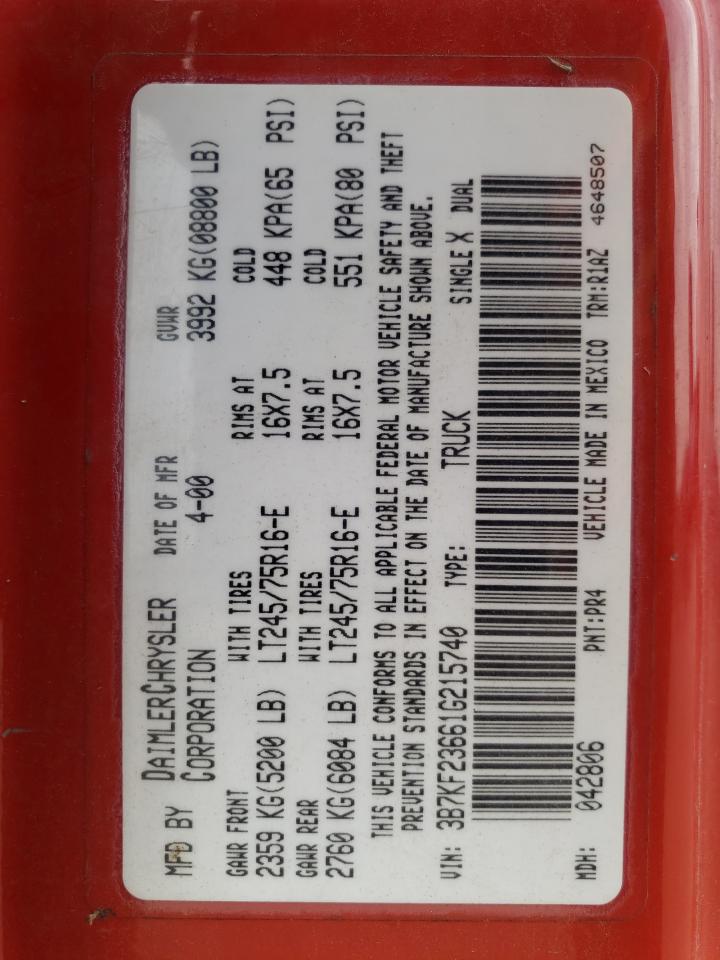 MFD BY DAIMLERCHRYSLER CORPORATION DATE OF MFR 4-00 GVWR 3992 KG(08800 LB)
GAWR FRONT WITH TIRES RIMS AT COLD
2359 KG(5200 LB) LT245/75R16-E 16X7.5 448 KPA(65 PSI)
GAWR REAR WITH TIRES RIMS AT COLD
2760 KG(6084 LB) LT245/75R16-E 16X7.5 551 KPA(80 PSI)
THIS VEHICLE CONFORMS TO ALL APPLICABLE FEDERAL MOTOR VEHICLE SAFETY AND THEFT
PREVENTION STANDARDS IN EFFECT ON THE DATE OF MANUFACTURE SHOWN ABOVE.
VIN: 3B7KF23661G215740 TYPE: TRUCK SINGLE X DUAL
MDH: 042806 PNT:PR4 VEHICLE MADE IN MEXICO TRM:R1AZ 4648507